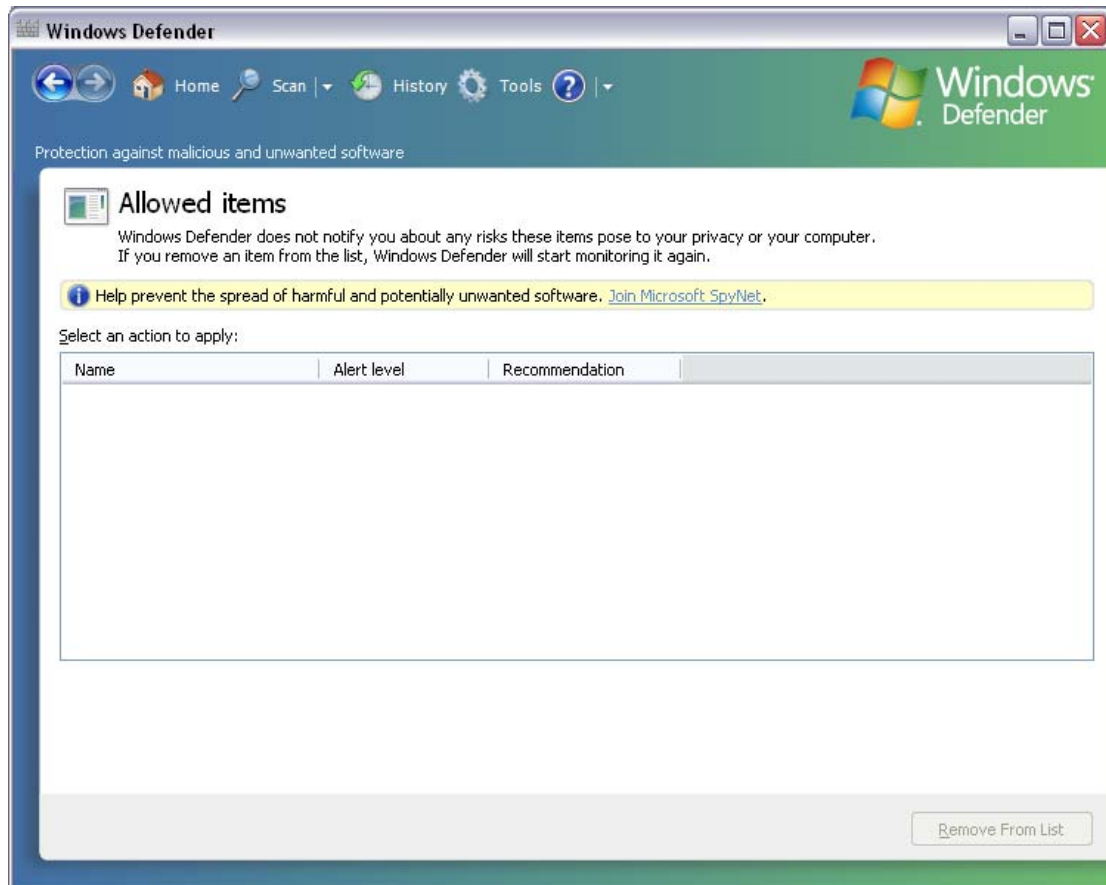 Windows Defender
Home Scan History Tools ?
Windows
Defender
Protection against malicious and unwanted software
Allowed items
Windows Defender does not notify you about any risks these items pose to your privacy or your computer.
If you remove an item from the list, Windows Defender will start monitoring it again.
Help prevent the spread of harmful and potentially unwanted software. Join Microsoft SpyNet.
Select an action to apply:
Name Alert level Recommendation
Remove From List